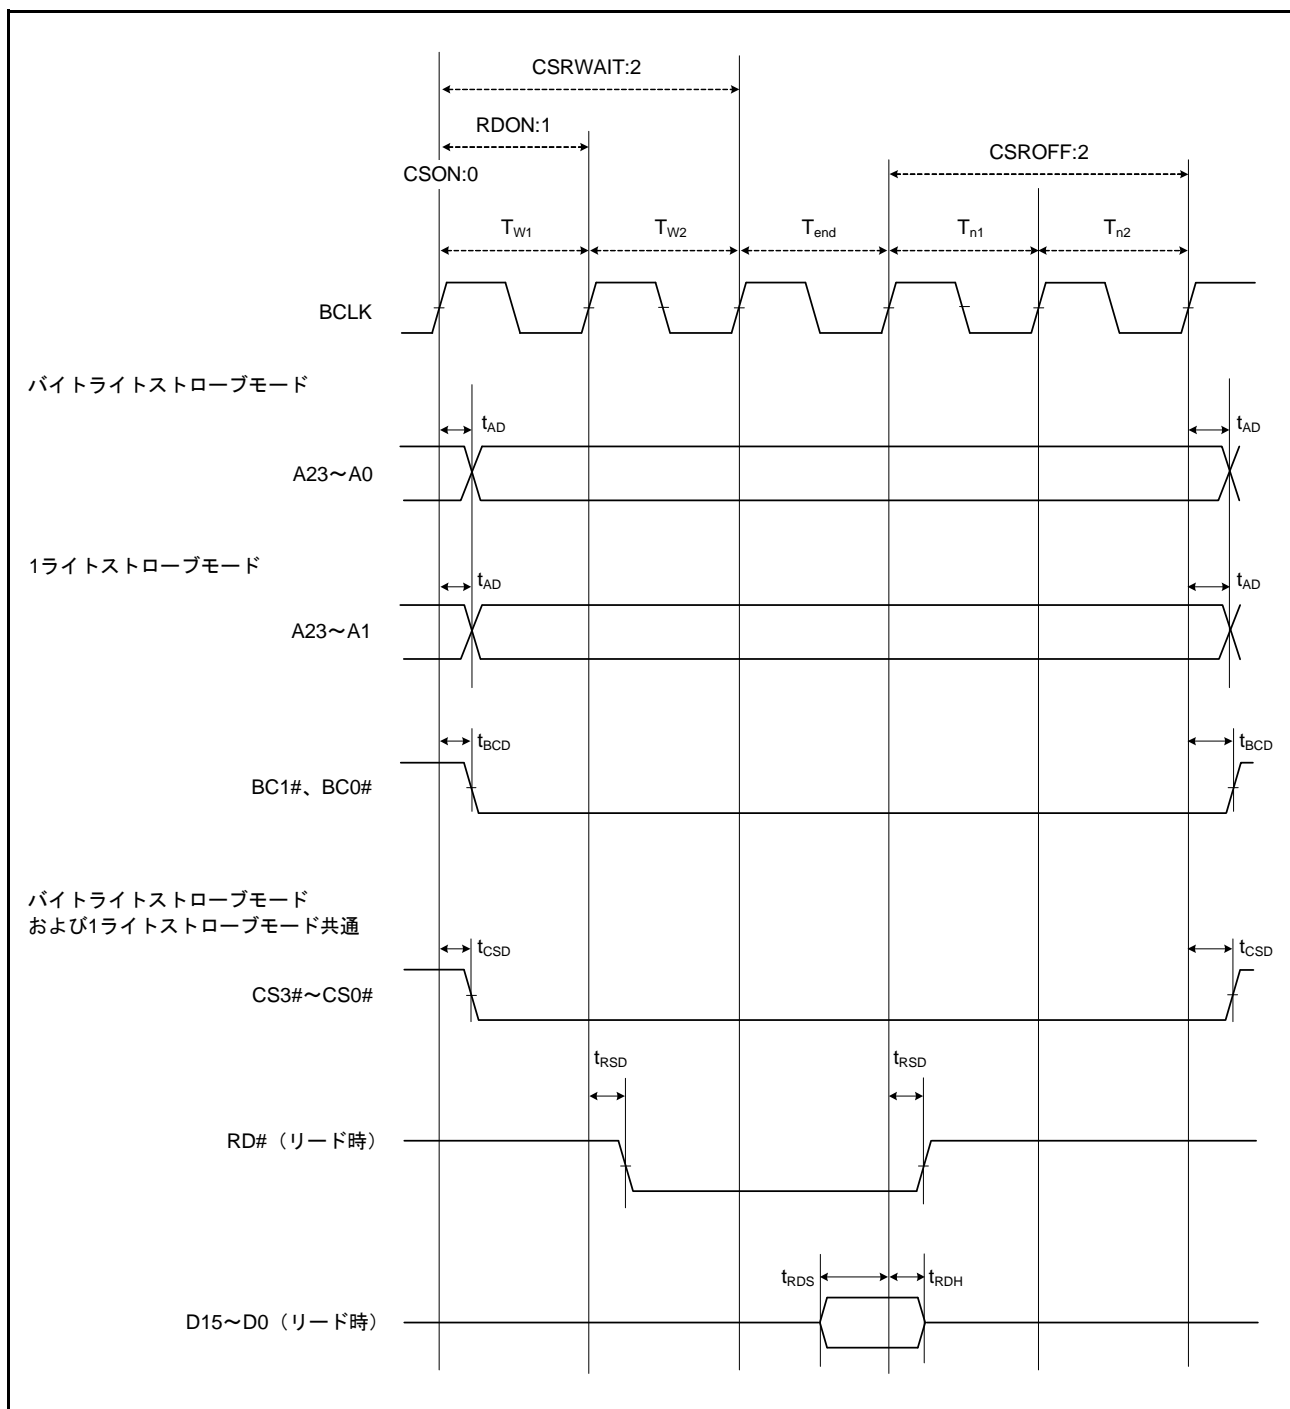 CSRWAIT:2
RDON:1
CSROFF:2
CSON:0
TW1 TW2 Tend Tn1 Tn2
BCLK
バイトライトストローブモード
tAD tAD
A23～A0
1ライトストローブモード
tAD tAD
A23～A1
tBCD tBCD
BC1#、BC0#
バイトライトストローブモード
および1ライトストローブモード共通
tCSD tCSD
CS3#～CS0#
tRSD tRSD
RD#（リード時）
tRDS tRDH
D15～D0（リード時）